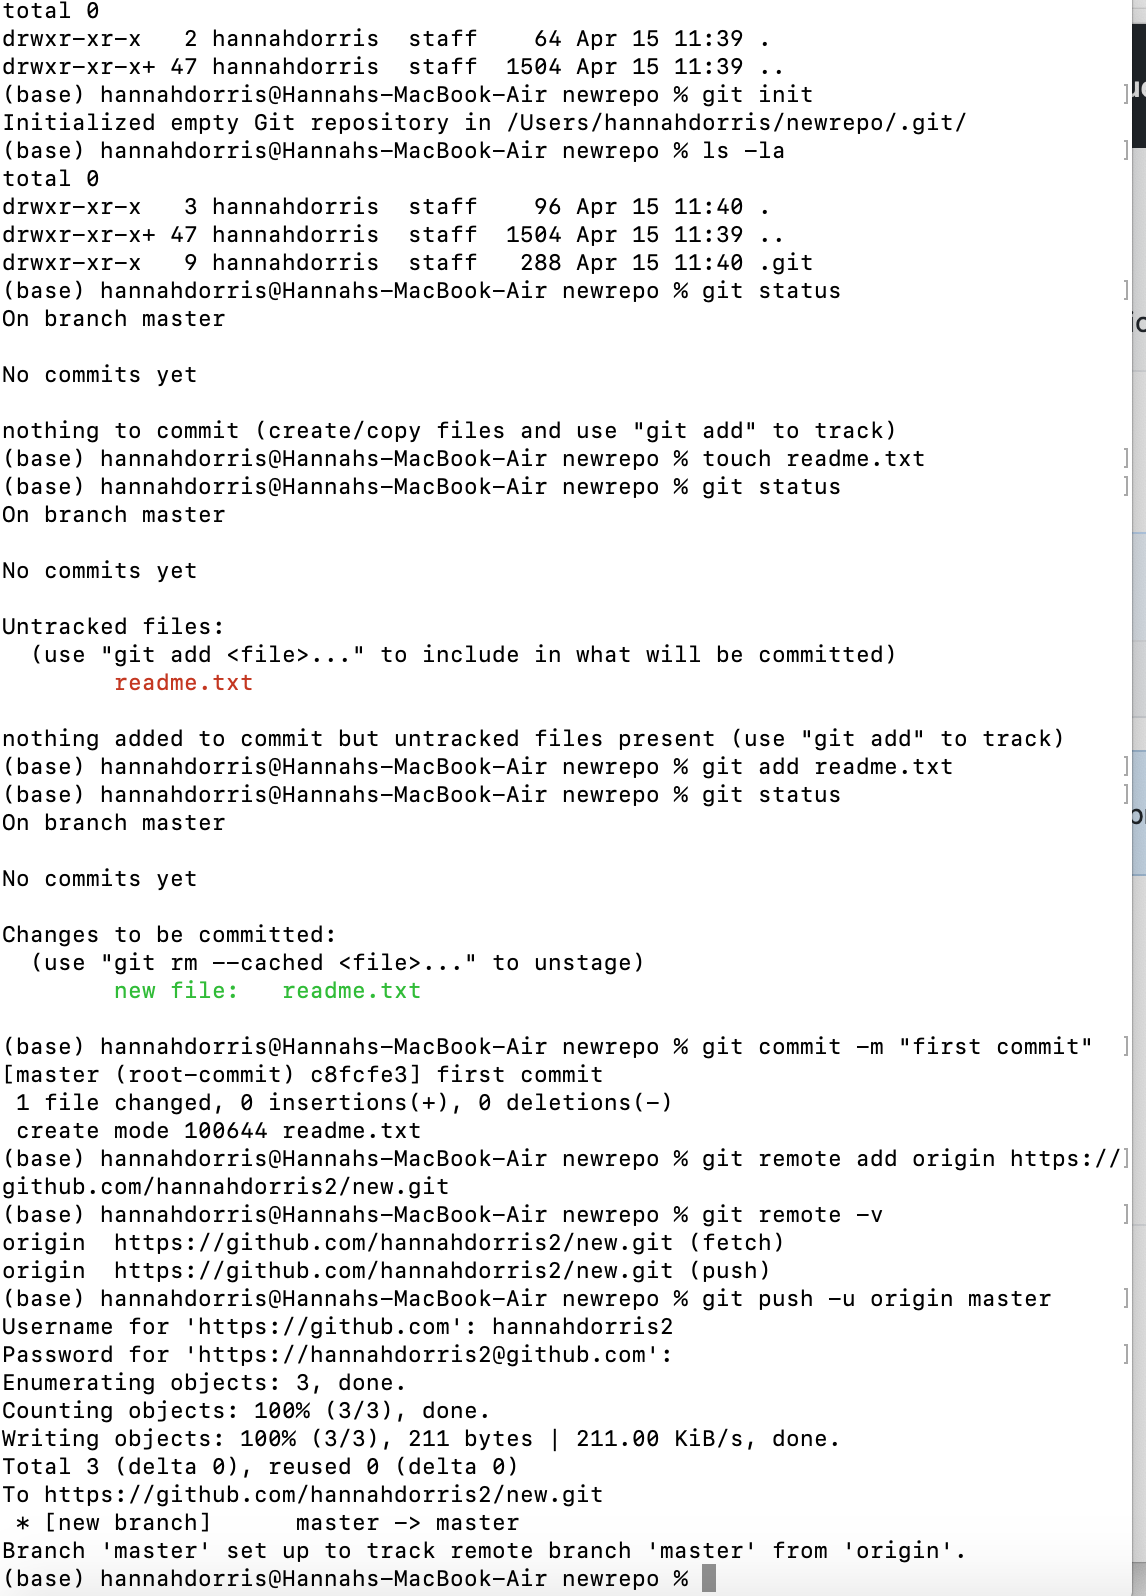 total 0
drwxr-xr-x   2 hannahdorris  staff    64 Apr 15 11:39 .
drwxr-xr-x+ 47 hannahdorris  staff  1504 Apr 15 11:39 ..
(base) hannahdorris@Hannahs-MacBook-Air newrepo % git init
Initialized empty Git repository in /Users/hannahdorris/newrepo/.git/
(base) hannahdorris@Hannahs-MacBook-Air newrepo % ls -la
total 0
drwxr-xr-x   3 hannahdorris  staff    96 Apr 15 11:40 .
drwxr-xr-x+ 47 hannahdorris  staff  1504 Apr 15 11:39 ..
drwxr-xr-x   9 hannahdorris  staff   288 Apr 15 11:40 .git
(base) hannahdorris@Hannahs-MacBook-Air newrepo % git status
On branch master

No commits yet

nothing to commit (create/copy files and use "git add" to track)
(base) hannahdorris@Hannahs-MacBook-Air newrepo % touch readme.txt
(base) hannahdorris@Hannahs-MacBook-Air newrepo % git status
On branch master

No commits yet

Untracked files:
  (use "git add <file>..." to include in what will be committed)
        readme.txt

nothing added to commit but untracked files present (use "git add" to track)
(base) hannahdorris@Hannahs-MacBook-Air newrepo % git add readme.txt
(base) hannahdorris@Hannahs-MacBook-Air newrepo % git status
On branch master

No commits yet

Changes to be committed:
  (use "git rm --cached <file>..." to unstage)
        new file:   readme.txt

(base) hannahdorris@Hannahs-MacBook-Air newrepo % git commit -m "first commit"
[master (root-commit) c8fcfe3] first commit
 1 file changed, 0 insertions(+), 0 deletions(-)
 create mode 100644 readme.txt
(base) hannahdorris@Hannahs-MacBook-Air newrepo % git remote add origin https://
github.com/hannahdorris2/new.git
(base) hannahdorris@Hannahs-MacBook-Air newrepo % git remote -v
origin  https://github.com/hannahdorris2/new.git (fetch)
origin  https://github.com/hannahdorris2/new.git (push)
(base) hannahdorris@Hannahs-MacBook-Air newrepo % git push -u origin master
Username for 'https://github.com': hannahdorris2
Password for 'https://hannahdorris2@github.com':
Enumerating objects: 3, done.
Counting objects: 100% (3/3), done.
Writing objects: 100% (3/3), 211 bytes | 211.00 KiB/s, done.
Total 3 (delta 0), reused 0 (delta 0)
To https://github.com/hannahdorris2/new.git
 * [new branch]      master -> master
Branch 'master' set up to track remote branch 'master' from 'origin'.
(base) hannahdorris@Hannahs-MacBook-Air newrepo %